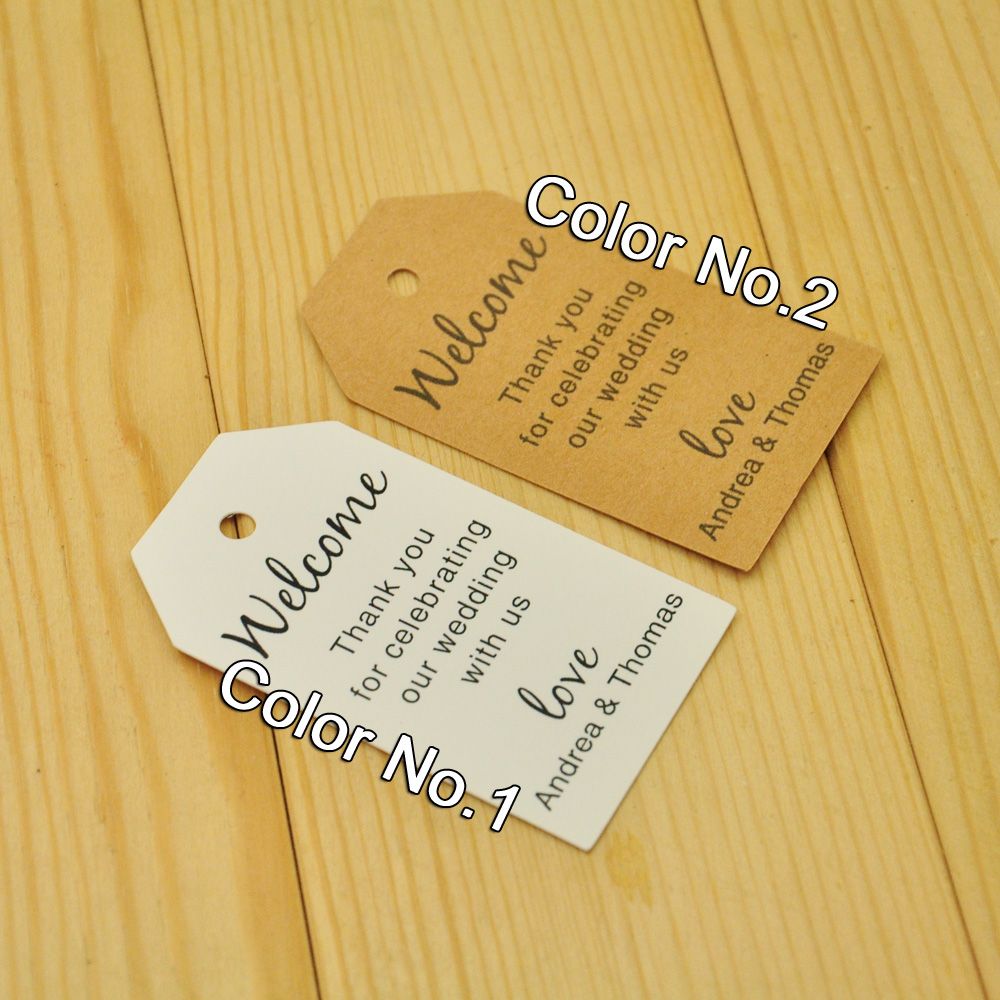 Color No.2
Welcome
Thank you
for celebrating
our wedding
with us
love
Andrea & Thomas
Color No.1
Welcome
Thank you
for celebrating
our wedding
with us
love
Andrea & Thomas